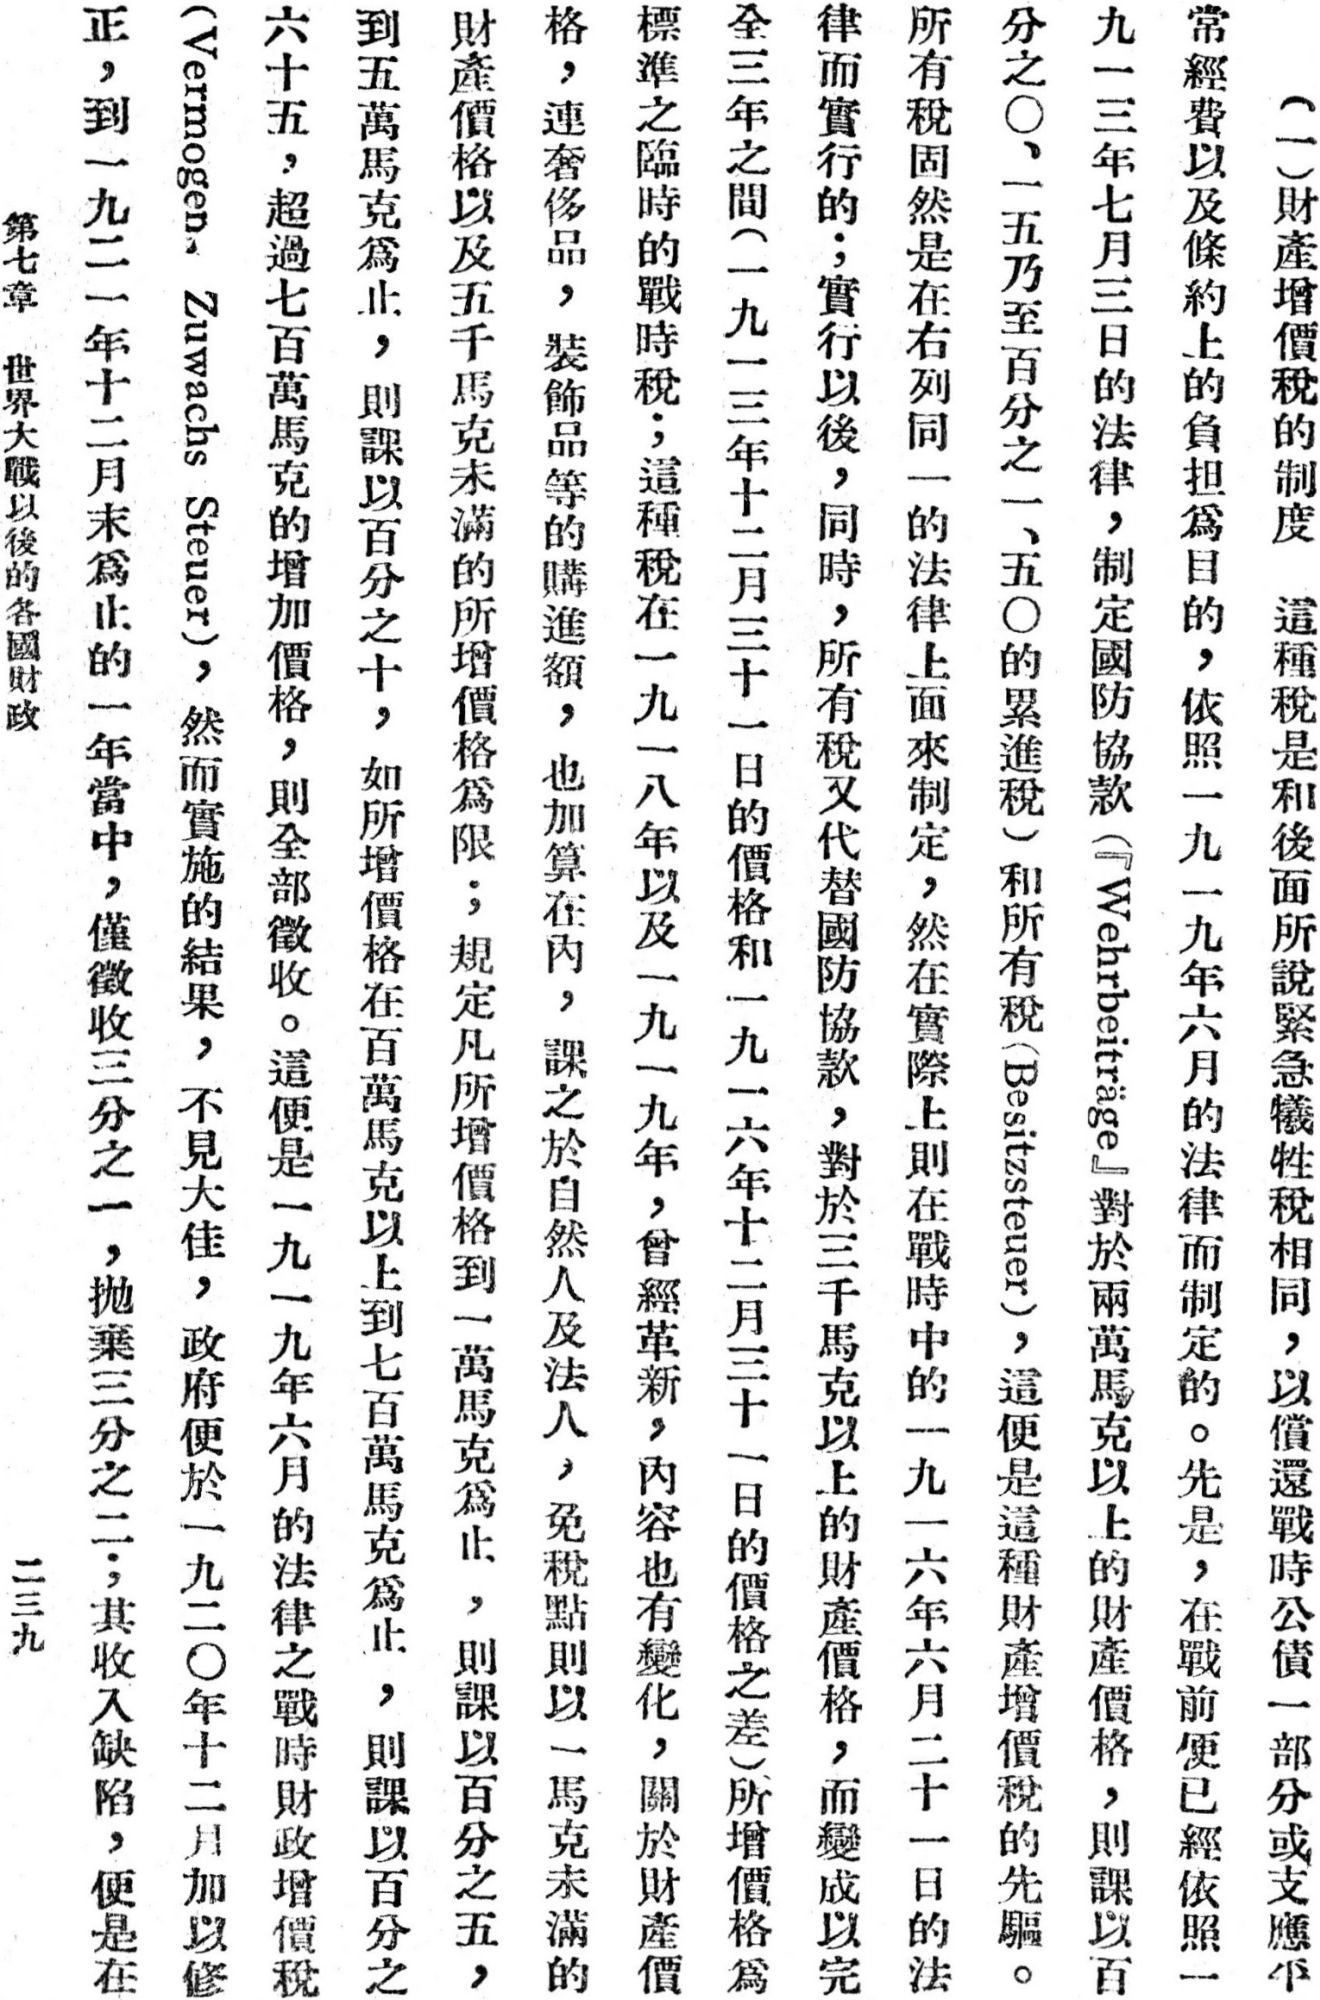 （一）財產增價稅的制度　這種稅是和後面所說緊急犧牲稅相同，以償還戰時公債一部分或支應平
常經費以及條約上的負担爲目的，依照一九一九年六月的法律而制定的。先是，在戰前便已經依照一
九一三年七月三日的法律，制定國防協款（『Wehrbeiträge』對於兩萬馬克以上的財產價格，則課以百
分之〇、一五乃至百分之一、五〇的累進稅）和所有稅（Besitzsteuer），這便是這種財產增價稅的先驅。
所有稅固然是在右列同一的法律上面來制定，然在實際上則在戰時中的一九一六年六月二十一日的法
律而實行的；實行以後，同時，所有稅又代替國防協款，對於三千馬克以上的財產價格，而變成以完
全三年之間（一九一三年十二月三十一日的價格和一九一六年十二月三十一日的價格之差）所增價格爲
標準之臨時的戰時稅；這種稅在一九一八年以及一九一九年，曾經革新，內容也有變化，關於財產價
格，連奢侈品，裝飾品等的購進額，也加算在內，課之於自然人及法人，免稅點則以一馬克未滿的
財產價格以及五千馬克未滿的所增價格爲限；規定凡所增價格到一萬馬克爲止，則課以百分之五，
到五萬馬克爲止，則課以百分之十，如所增價格在百萬馬克以上到七百萬馬克爲止，則課以百分之
六十五，超過七百萬馬克的增加價格，則全部徵收。這便是一九一九年六月的法律之戰時財政增價稅
（Vermogen, Zuwachs Steuer），然而實施的結果，不見大佳，政府便於一九二〇年十二月加以修
正，到一九二一年十二月末爲止的一年當中，僅徵收三分之一，拋棄三分之二；其收入缺陷，便是在
第七章　世界大戰以後的各國財政
二三九